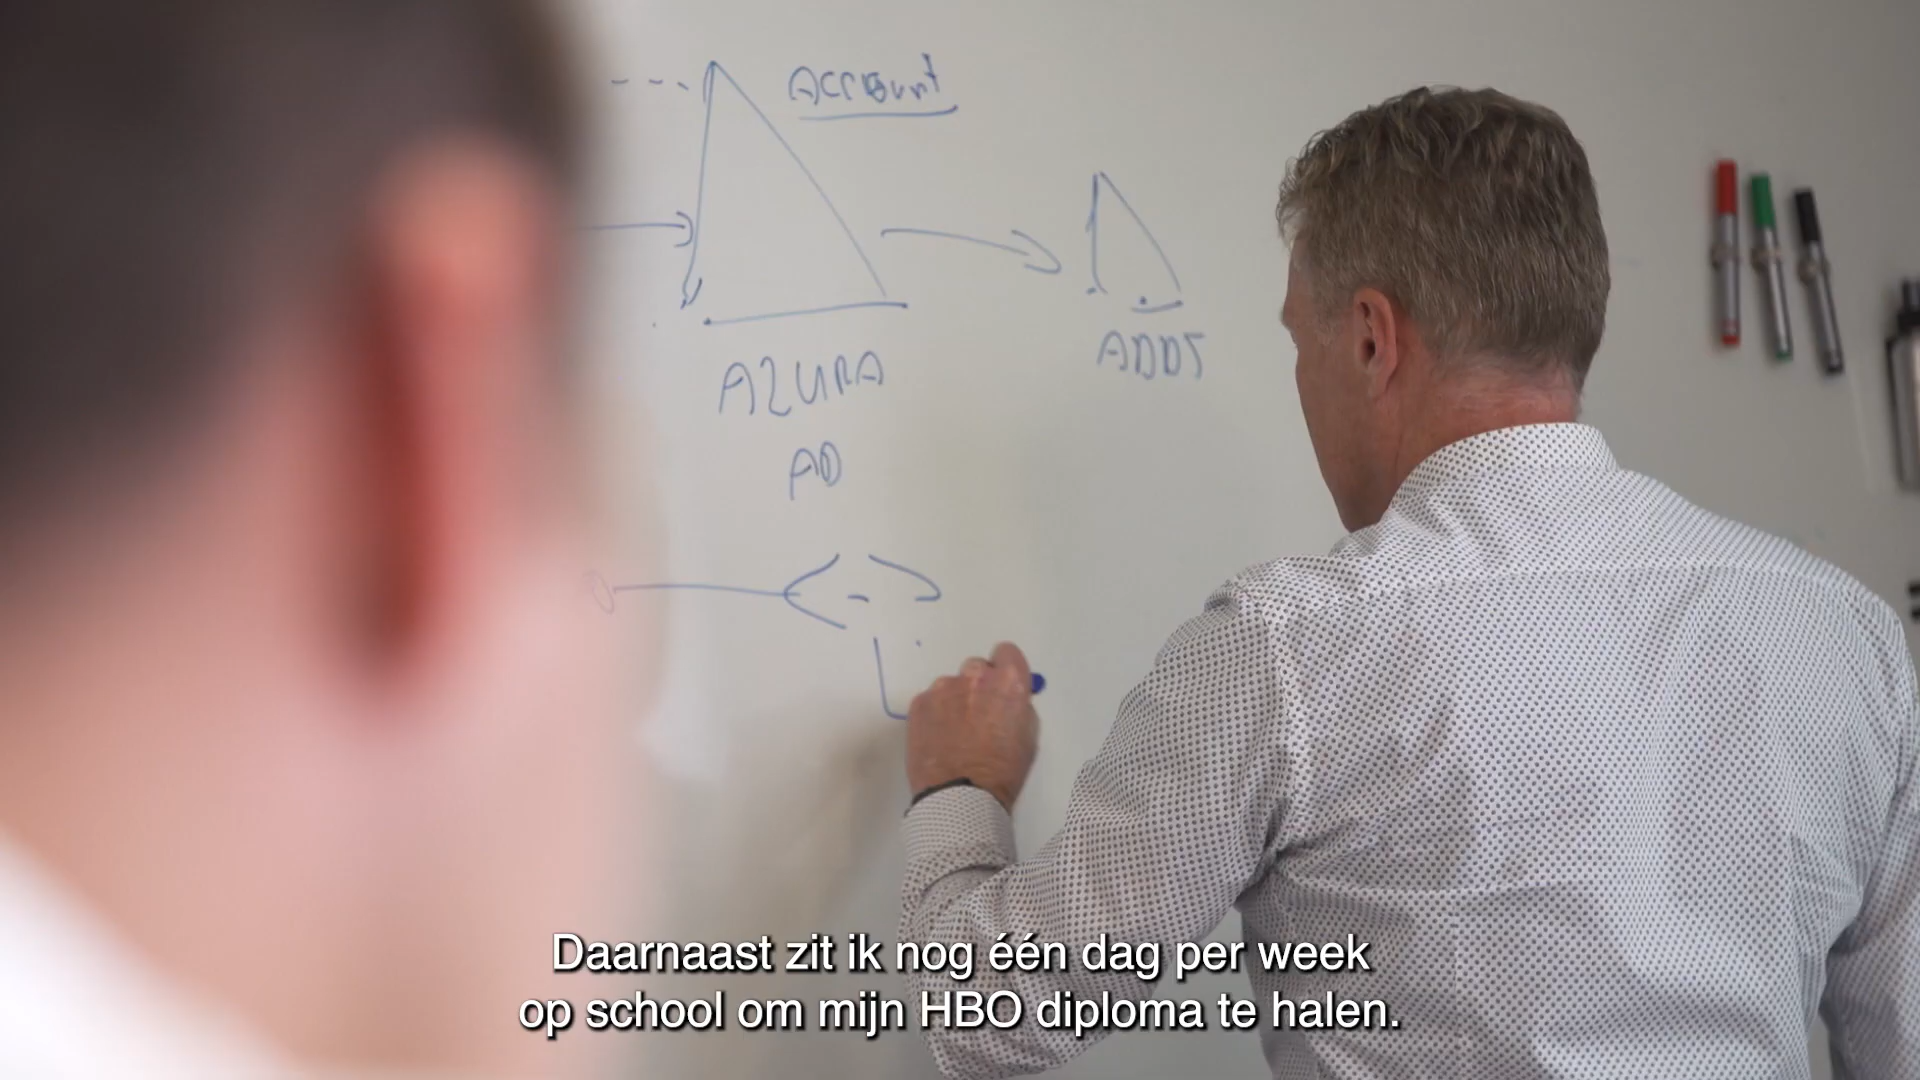 Account
AZURA
AD
ADDS
Daarnaast zit ik nog één dag per week
op school om mijn HBO diploma te halen.